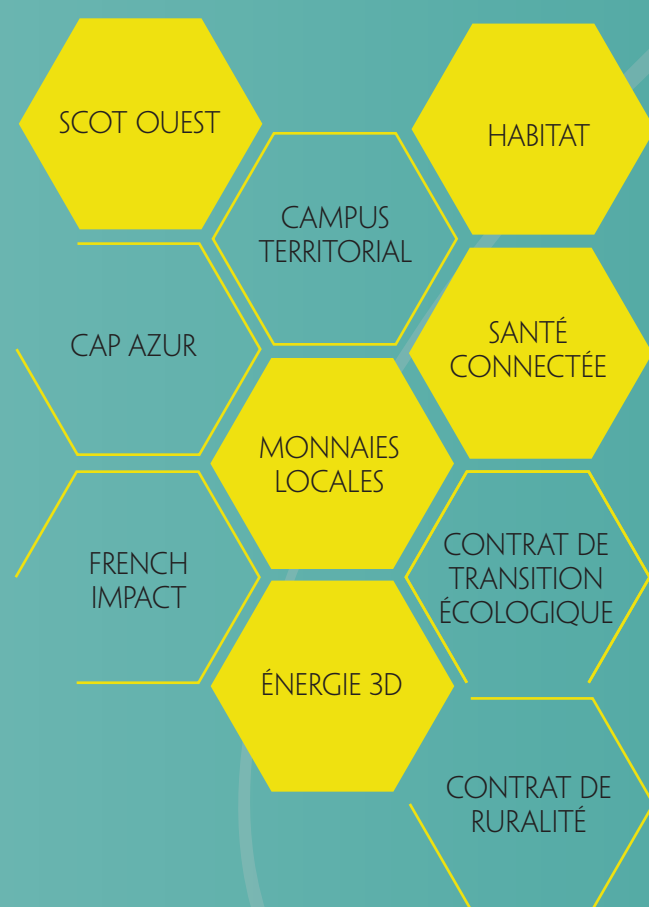 SCOT OUEST
HABITAT
CAMPUS
TERRITORIAL
CAP AZUR
SANTÉ
CONNECTÉE
MONNAIES
LOCALES
FRENCH
IMPACT
CONTRAT DE
TRANSITION
ÉCOLOGIQUE
ÉNERGIE 3D
CONTRAT DE
RURALITÉ